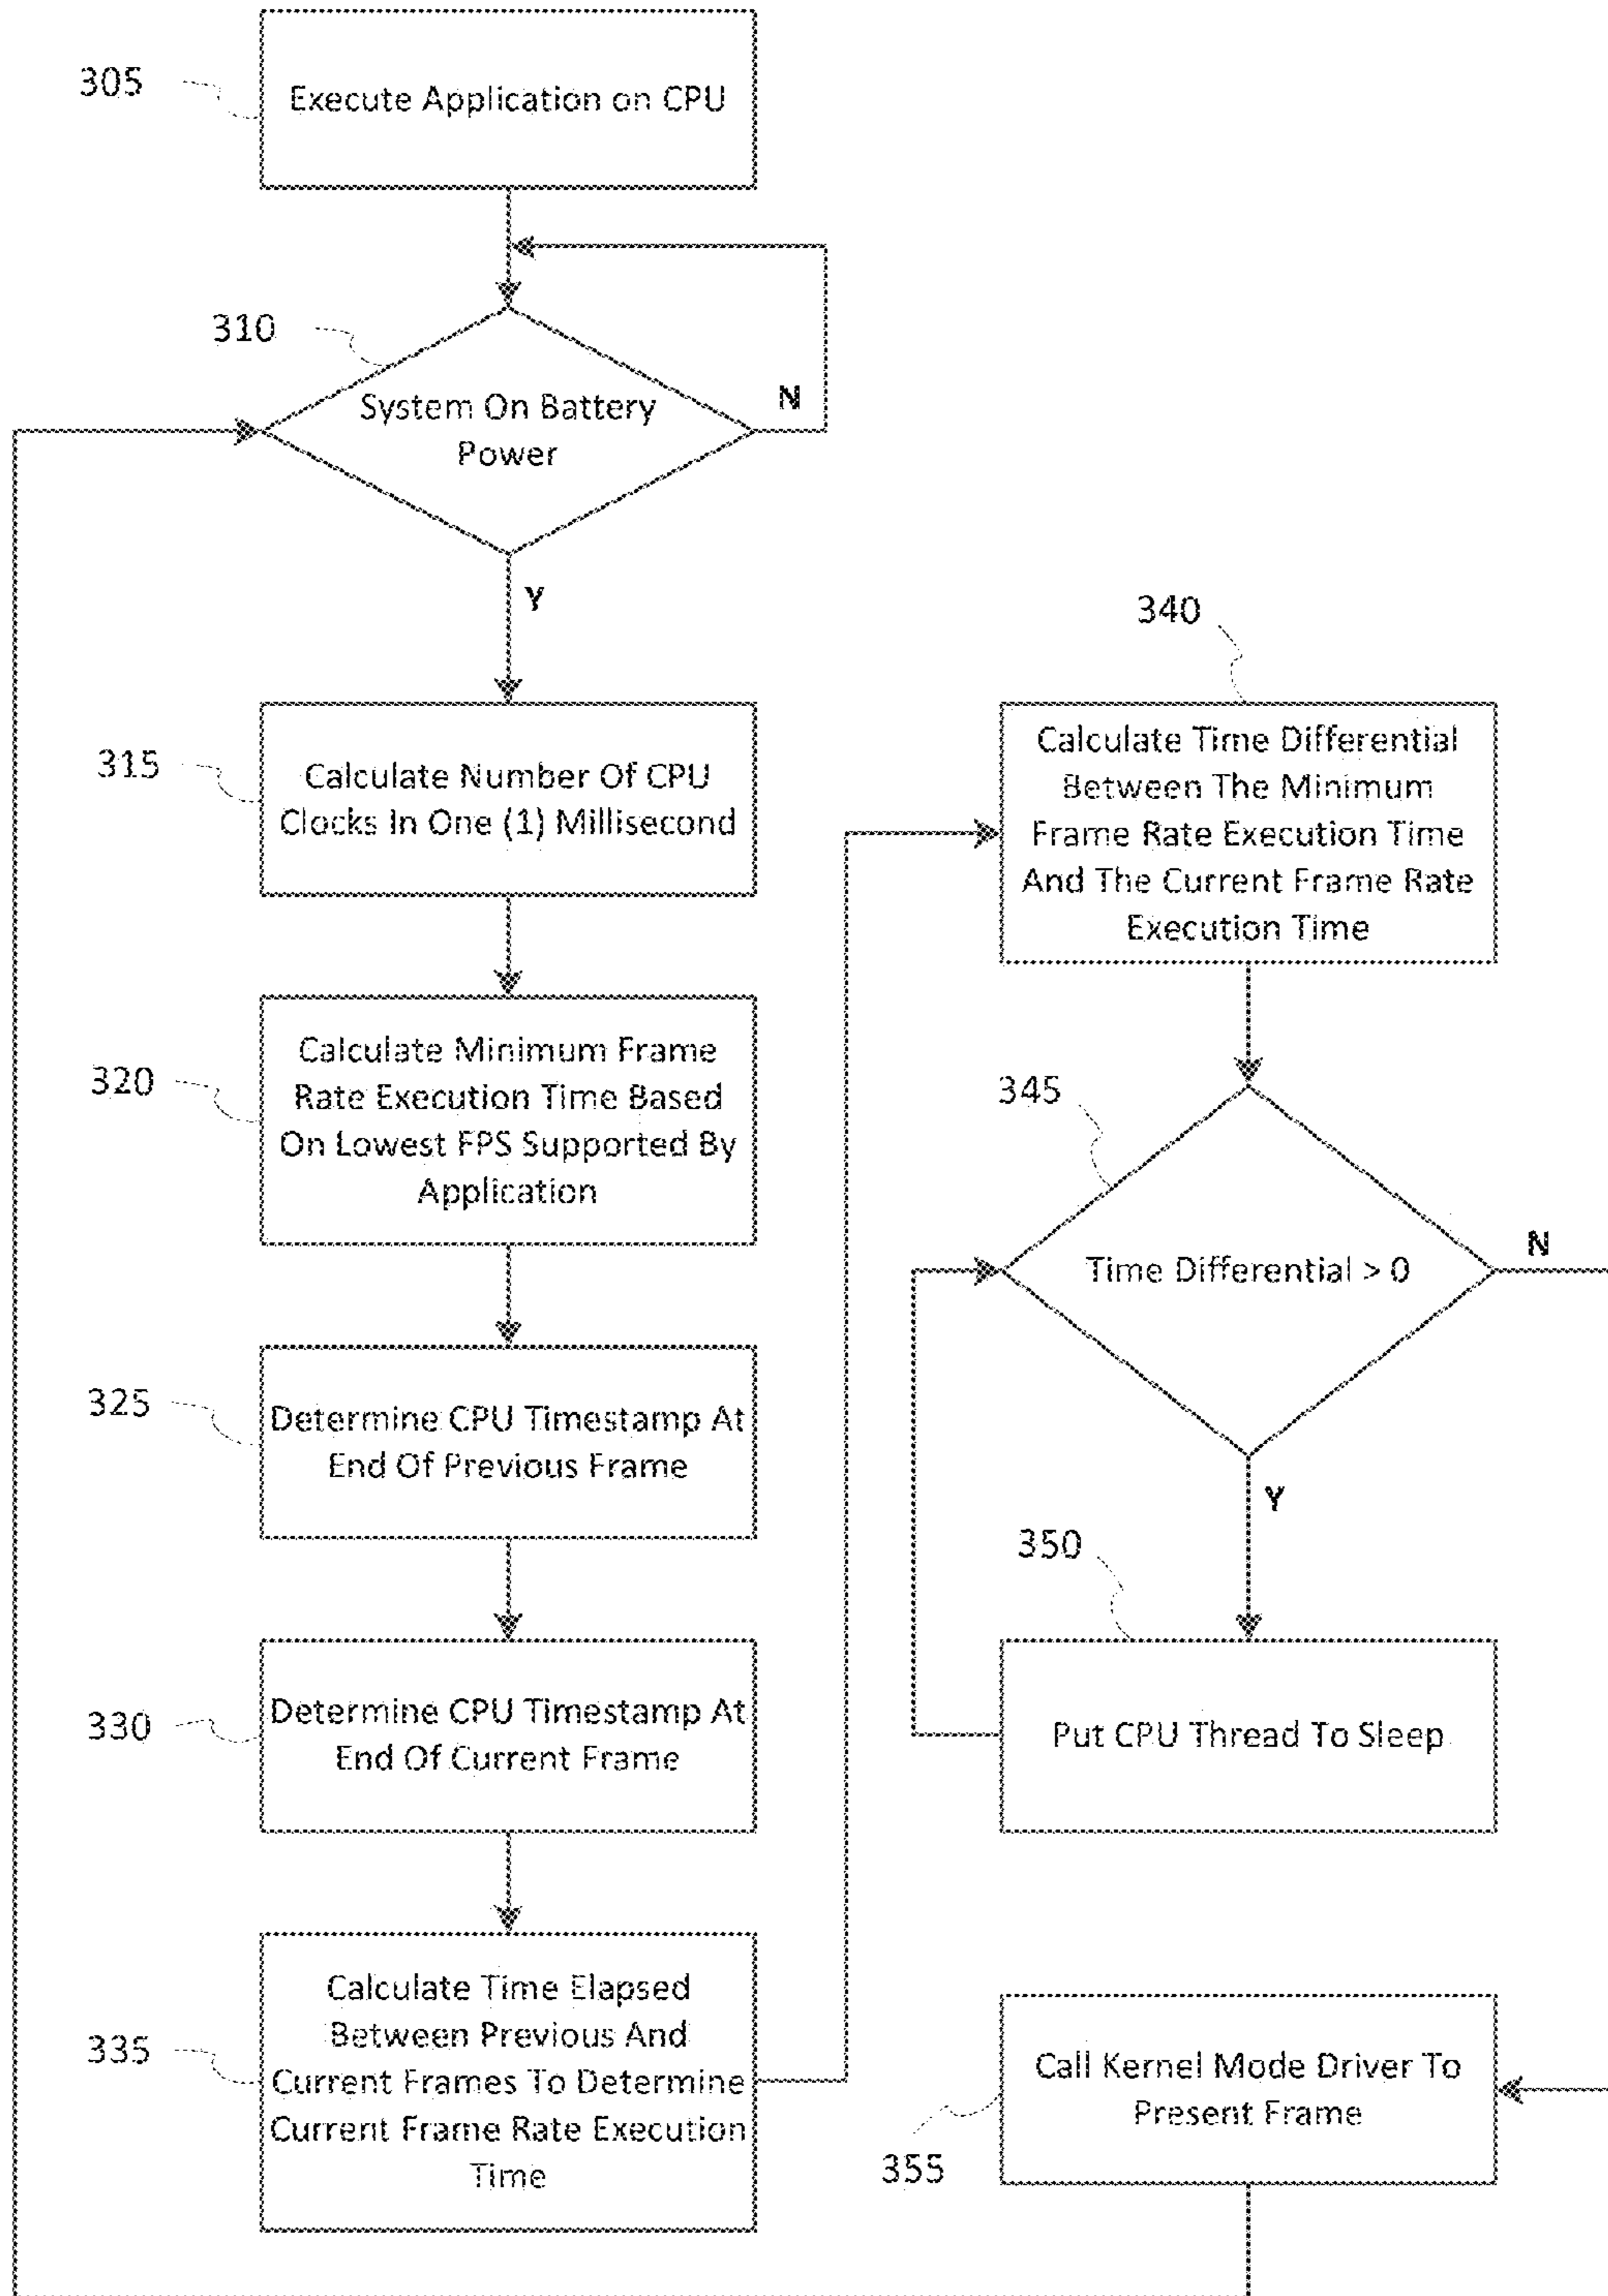 305
Execute Application on CPU
310
System On Battery
Power
N
Y
315
Calculate Number Of CPU
Clocks In One (1) Millisecond
320
Calculate Minimum Frame
Rate Execution Time Based
On Lowest FPS Supported By
Application
325
Determine CPU Timestamp At
End Of Previous Frame
330
Determine CPU Timestamp At
End Of Current Frame
335
Calculate Time Elapsed
Between Previous And
Current Frames To Determine
Current Frame Rate Execution
Time
340
Calculate Time Differential
Between The Minimum
Frame Rate Execution Time
And The Current Frame Rate
Execution Time
345
Time Differential > 0
N
Y
350
Put CPU Thread To Sleep
Call Kernel Mode Driver To
Present Frame
355